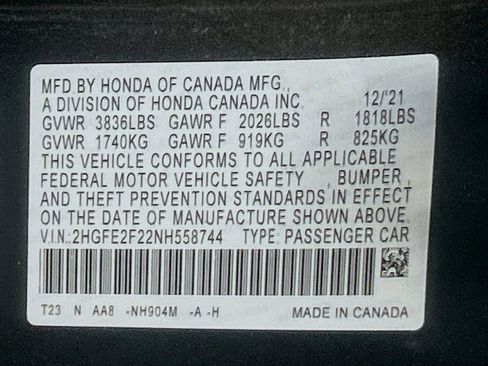 MFD BY HONDA OF CANADA MFG.,
A DIVISION OF HONDA CANADA INC. 12/'21
GVWR 3836LBS GAWR F 2026LBS R 1818LBS
GVWR 1740KG GAWR F 919KG R 825KG
THIS VEHICLE CONFORMS TO ALL APPLICABLE
FEDERAL MOTOR VEHICLE SAFETY , BUMPER ,
AND THEFT PREVENTION STANDARDS IN EFFECT
ON THE DATE OF MANUFACTURE SHOWN ABOVE.
V.I.N.:2HGFE2F22NH558744 TYPE: PASSENGER CAR
T23 N AA8 -NH904M -A -H MADE IN CANADA